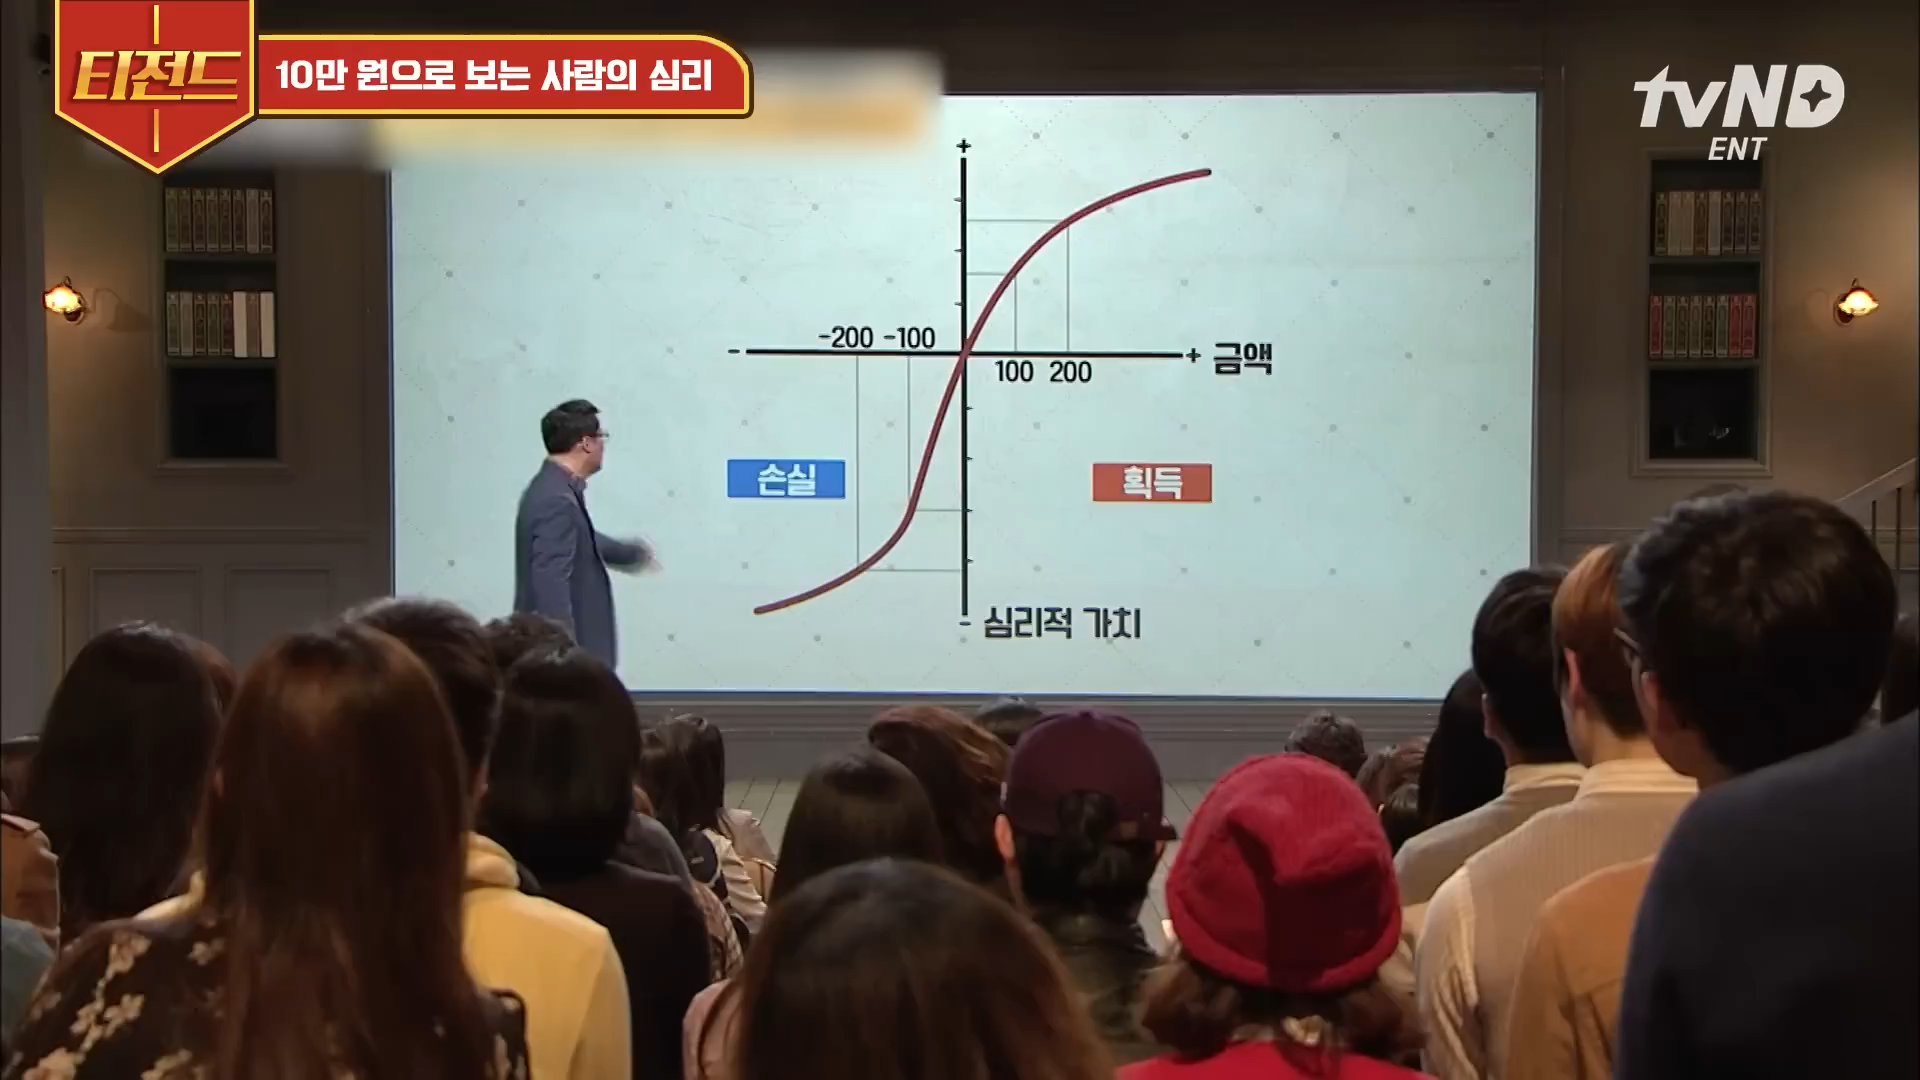 티전드
10만 원으로 보는 사람의 심리
tvND
ENT
+
-200 -100
-
+ 금액
100 200
손실
획득
- 심리적 가치